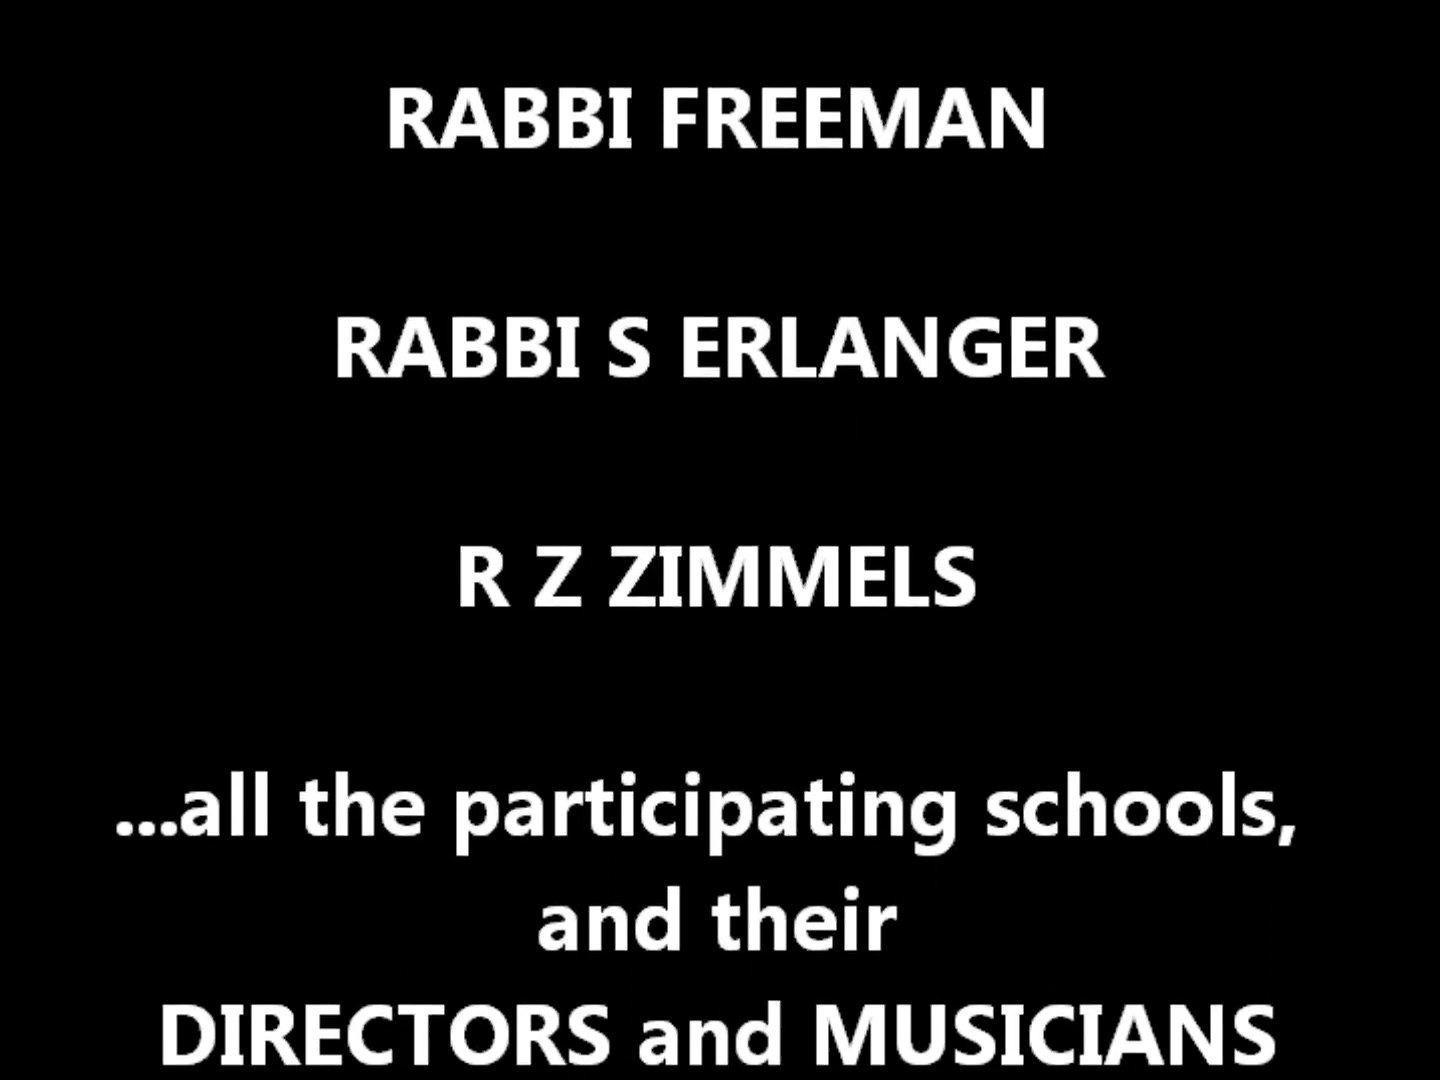 RABBI FREEMAN
RABBI S ERLANGER
R Z ZIMMELS
...all the participating schools,
and their
DIRECTORS and MUSICIANS